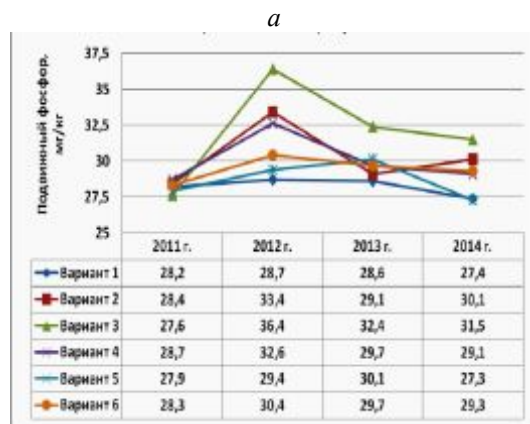 а
Подвижный фосфор,
мг/кг
37,5
35
32,5
30
27,5
25
2011 г. 2012 г. 2013 г. 2014 г.
Вариант 1 28,2 28,7 28,6 27,4
Вариант 2 28,4 33,4 29,1 30,1
Вариант 3 27,6 36,4 32,4 31,5
Вариант 4 28,7 32,6 29,7 29,1
Вариант 5 27,9 29,4 30,1 27,3
Вариант 6 28,3 30,4 29,7 29,3